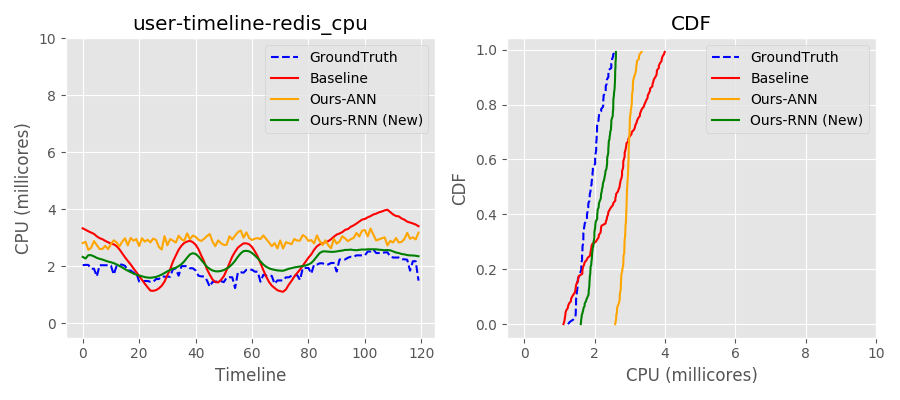 user-timeline-redis_cpu
CPU (millicores)
10
8
6
4
2
0
GroundTruth
Baseline
Ours-ANN
Ours-RNN (New)
0 20 40 60 80 100 120
Timeline
CDF
CDF
1.0
0.8
0.6
0.4
0.2
0.0
GroundTruth
Baseline
Ours-ANN
Ours-RNN (New)
0 2 4 6 8 10
CPU (millicores)